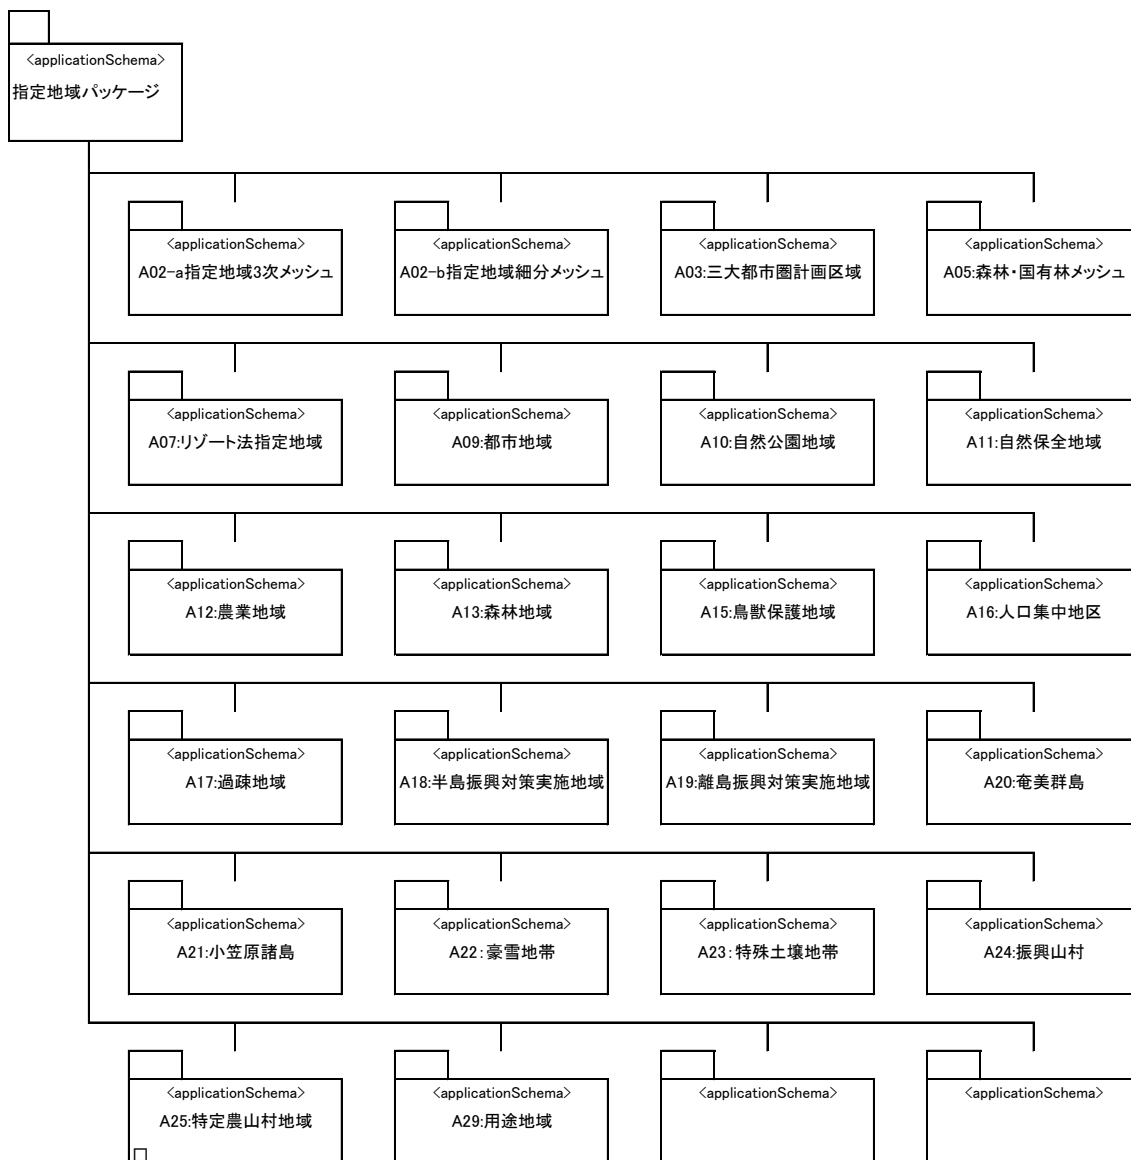 <applicationSchema>
指定地域パッケージ
<applicationSchema>
A02-a指定地域3次メッシュ
<applicationSchema>
A02-b指定地域細分メッシュ
<applicationSchema>
A03:三大都市圏計画区域
<applicationSchema>
A05:森林・国有林メッシュ
<applicationSchema>
A07:リゾート法指定地域
<applicationSchema>
A09:都市地域
<applicationSchema>
A10:自然公園地域
<applicationSchema>
A11:自然保全地域
<applicationSchema>
A12:農業地域
<applicationSchema>
A13:森林地域
<applicationSchema>
A15:鳥獣保護地域
<applicationSchema>
A16:人口集中地区
<applicationSchema>
A17:過疎地域
<applicationSchema>
A18:半島振興対策実施地域
<applicationSchema>
A19:離島振興対策実施地域
<applicationSchema>
A20:奄美群島
<applicationSchema>
A21:小笠原諸島
<applicationSchema>
A22:豪雪地帯
<applicationSchema>
A23:特殊土壌地帯
<applicationSchema>
A24:振興山村
<applicationSchema>
A25:特定農山村地域
<applicationSchema>
A29:用途地域
<applicationSchema>
<applicationSchema>